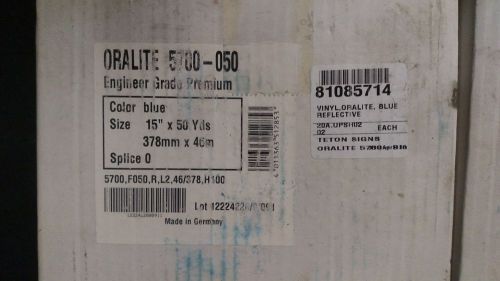 ORALITE 5700-050
Engineer Grade Premium
Color blue
Size 15" x 50 Yds
378mm x 46m
Splice 0
5700,F050,R,L2,46/378,H100
Made in Germany
81085714
VINYL,ORALITE, BLUE
REFLECTIVE
02 EACH
TETON SIGNS